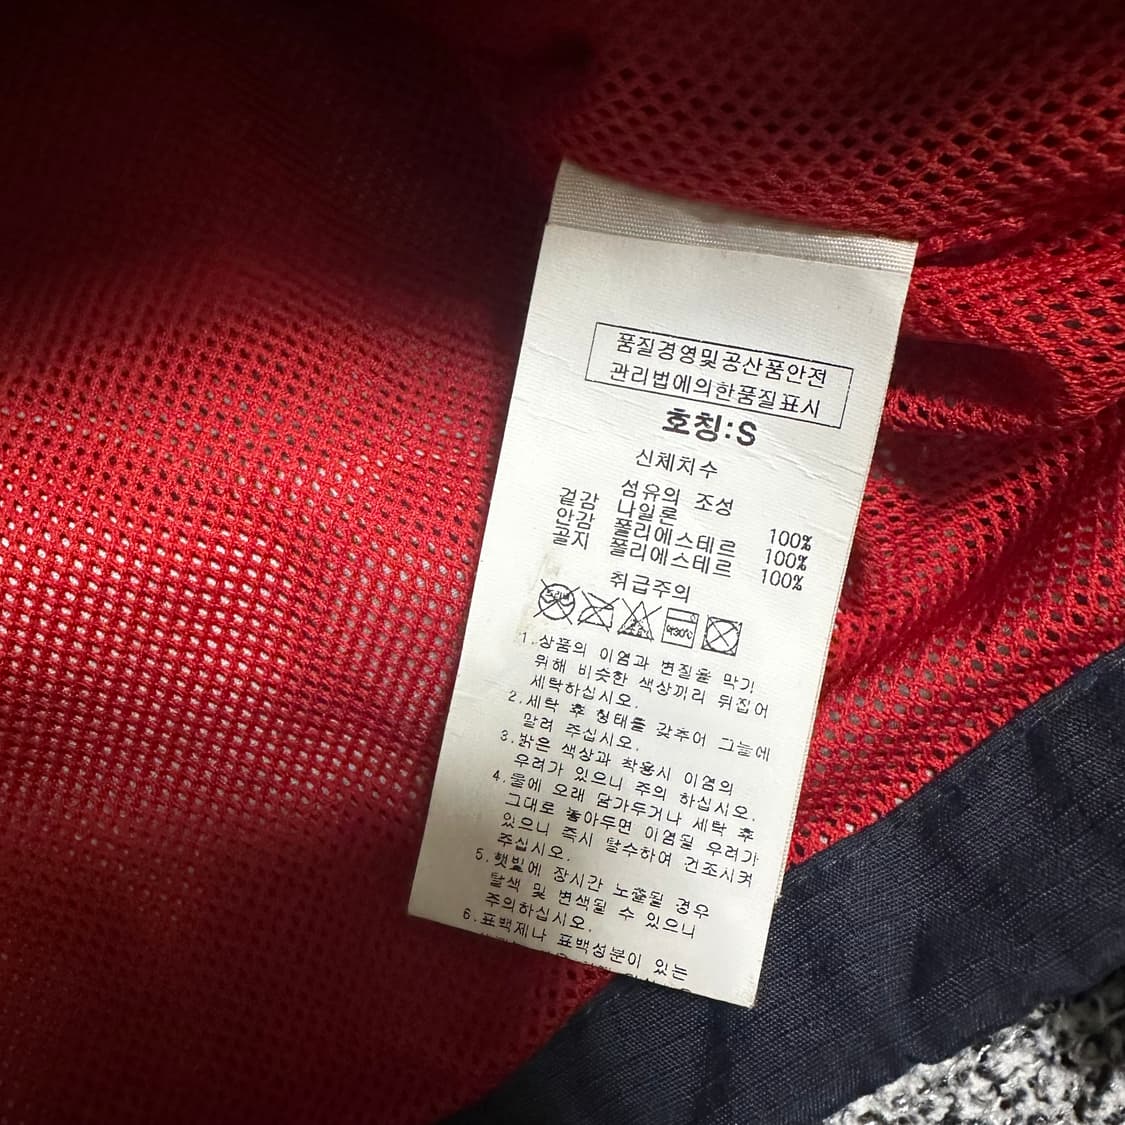 품질경영및공산품안전
관리법에의한품질표시
호칭:S
신체치수
섬유의 조성
겉감 나일론 100%
안감 폴리에스테르 100%
골지 폴리에스테르 100%
취급주의
1.상품의 이염과 변질을 막기
위해 비슷한 색상끼리 뒤집어
세탁하십시오.
2.세탁 후 형태를 갖추어 그늘에
말려 주십시오.
3.밝은 색상과 착용시 이염의
우려가 있으니 주의 하십시오.
4.물에 오래 담가두거나 세탁 후
그대로 놓아두면 이염될 우려가
있으니 즉시 탈수하여 건조시켜
주십시오.
5.햇빛에 장시간 노출될 경우
탈색 및 변색될 수 있으니
주의하십시오.
6.표백제나 표백성분이 있는